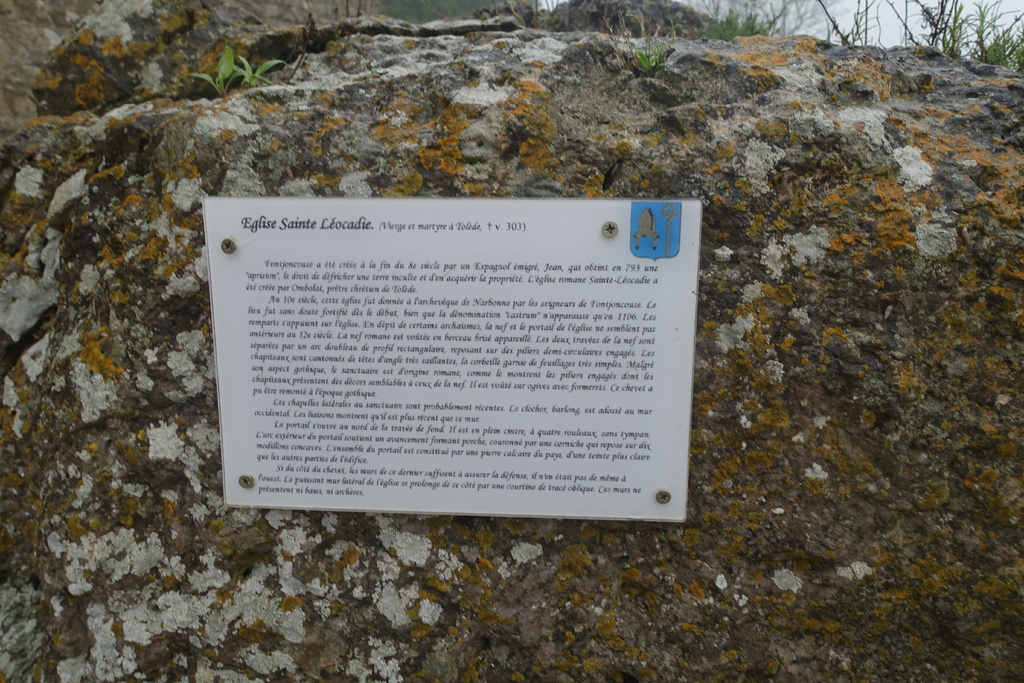 Eglise Sainte Léocadie. (Vierge et martyre à Tolède, † v. 303)
Fontjoncouse a été créée à la fin du 8e siècle par un Espagnol émigré, Jean, qui obtint en 793 une
"aprision", le droit de défricher une terre inculte et d'en acquérir la propriété. L'église romane Sainte-Léocadie a
été créée par Ombolat, prêtre chrétien de Tolède.
Au 10e siècle, cette église fut donnée à l'archevêque de Narbonne par les seigneurs de Fontjoncouse. Le
lieu fut sans doute fortifié dès le début, bien que la dénomination "castrum" n'apparaisse qu'en 1106. Les
remparts s'appuient sur l'église. En dépit de certains archaïsmes, la nef et le portail de l'église ne semblent pas
antérieurs au 12e siècle. La nef romane est voûtée en berceau brisé appareillé. Les deux travées de la nef sont
séparées par un arc doubleau de profil rectangulaire, reposant sur des piliers demi-circulaires engagés. Les
chapiteaux sont cantonnés de têtes d'angle très saillantes, la corbeille garnie de feuillages très simples. Malgré
son aspect gothique, le sanctuaire est d'origine romane, comme le montrent les piliers engagés dont les
chapiteaux présentent des décors semblables à ceux de la nef. Il est voûté sur ogives avec formerets. Ce chevet a
pu être remonté à l'époque gothique.
Les chapelles latérales au sanctuaire sont probablement récentes. Le clocher, barlong, est adossé au mur
occidental. Les liaisons montrent qu'il est plus récent que ce mur.
Le portail s'ouvre au nord de la travée de fond. Il est en plein cintre, à quatre rouleaux, sans tympan.
L'arc extérieur du portail soutient un avancement formant porche, couronné par une corniche qui repose sur dix
modillons concaves. L'ensemble du portail est constitué par une pierre calcaire du pays, d'une teinte plus claire
que les autres parties de l'édifice.
Si du côté du chevet, les murs de ce dernier suffisent à assurer la défense, il n'en était pas de même à
l'ouest. Le puissant mur latéral de l'église se prolonge de ce côté par une courtine de tracé oblique. Ces murs ne
présentent ni baies, ni archères.